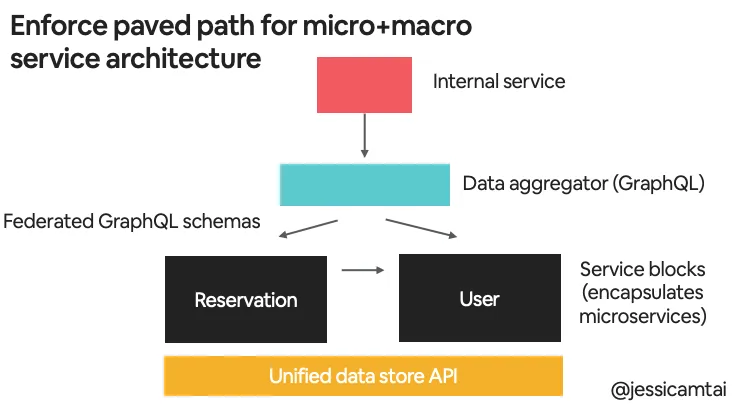 Enforce paved path for micro+macro
service architecture
Internal service
Data aggregator (GraphQL)
Federated GraphQL schemas
Reservation
User
Service blocks
(encapsulates
microservices)
Unified data store API
@jessicamtai